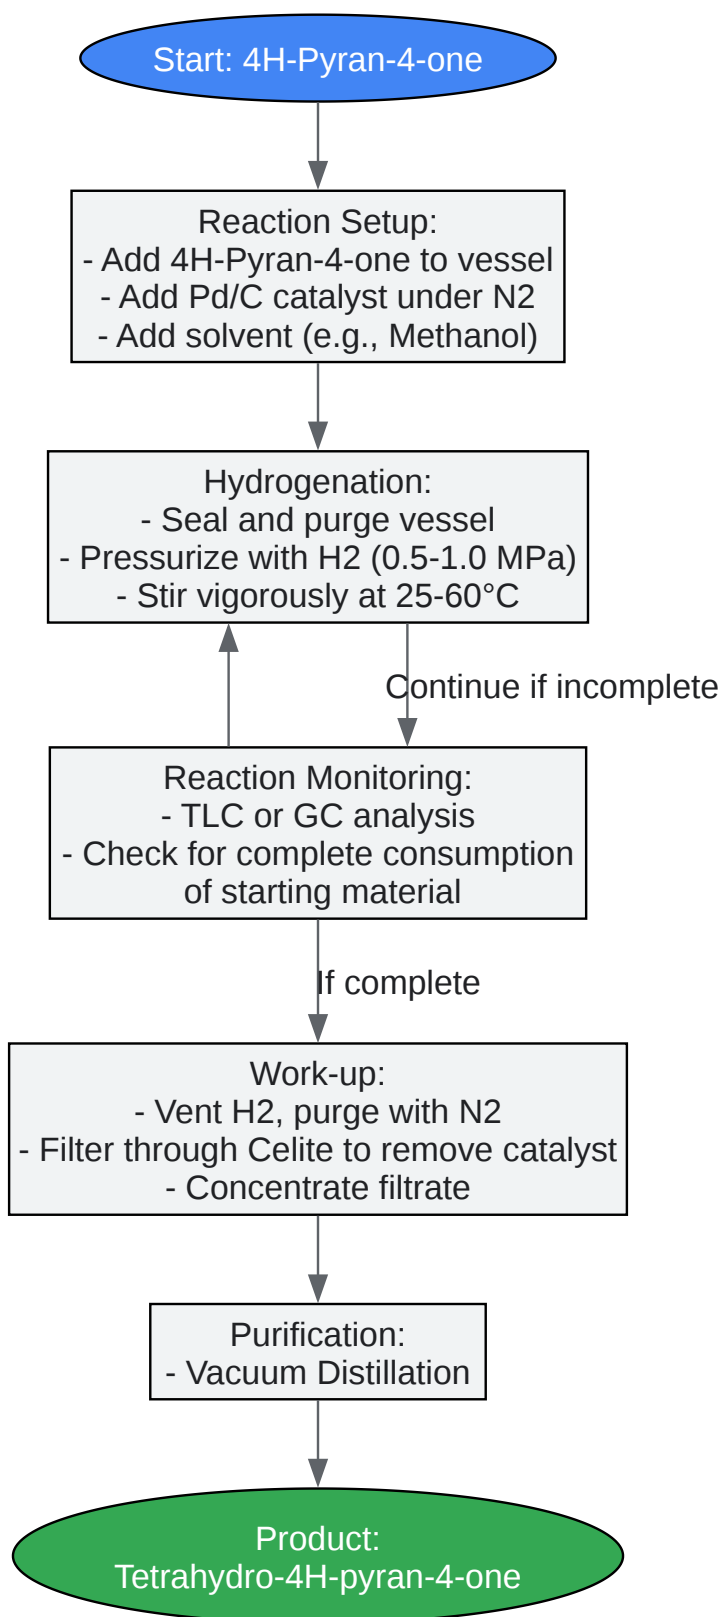 Start: 4H-Pyran-4-one
Reaction Setup:
- Add 4H-Pyran-4-one to vessel
- Add Pd/C catalyst under N2
- Add solvent (e.g., Methanol)
Hydrogenation:
- Seal and purge vessel
- Pressurize with H2 (0.5-1.0 MPa)
- Stir vigorously at 25-60°C
Continue if incomplete
Reaction Monitoring:
- TLC or GC analysis
- Check for complete consumption
of starting material
If complete
Work-up:
- Vent H2, purge with N2
- Filter through Celite to remove catalyst
- Concentrate filtrate
Purification:
- Vacuum Distillation
Product:
Tetrahydro-4H-pyran-4-one